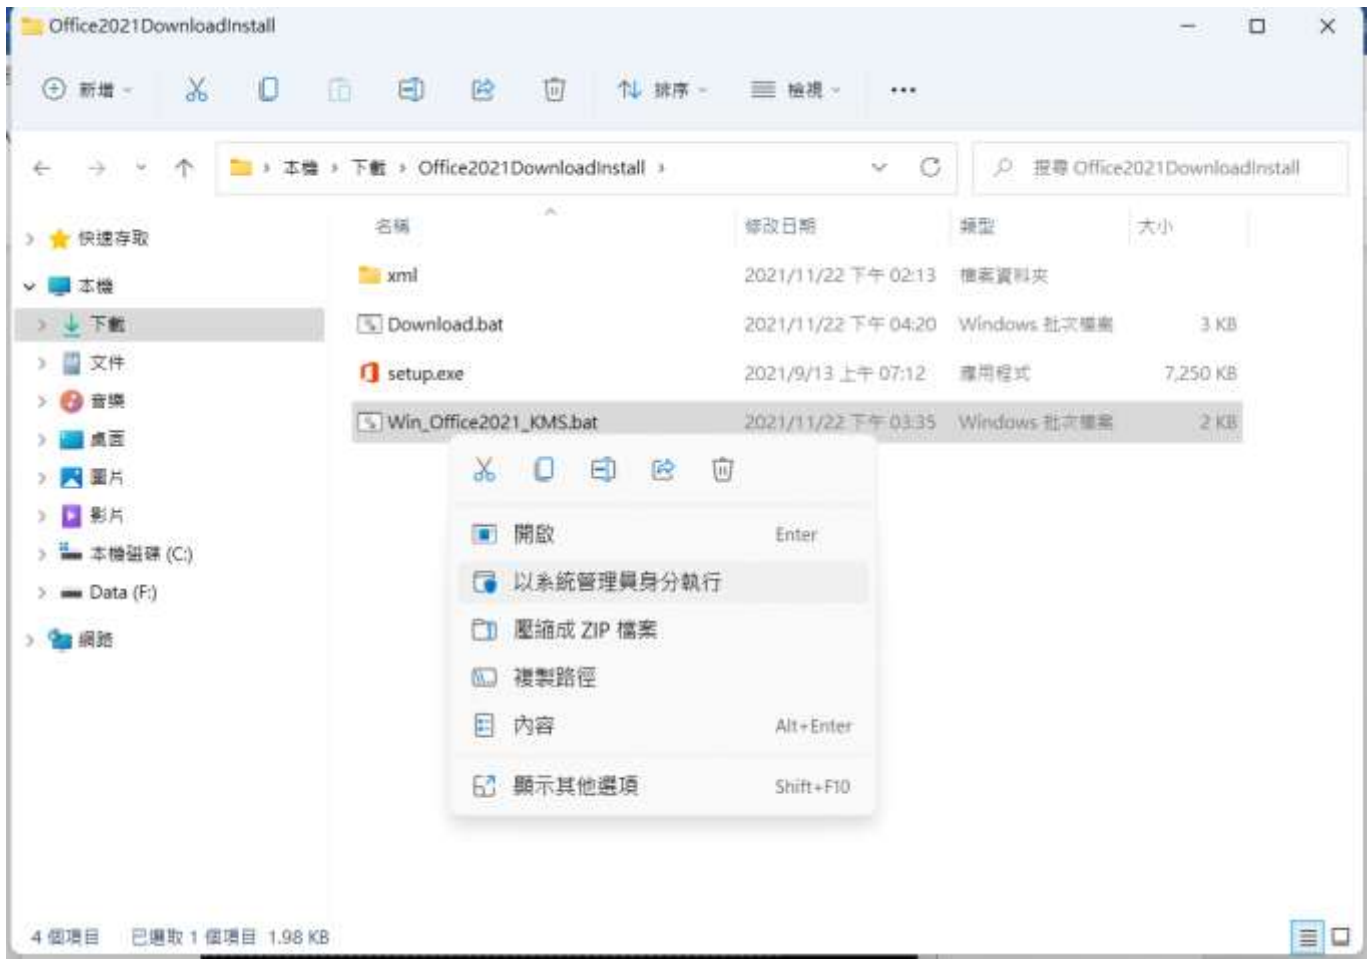 Office2021DownloadInstall
新增
排序
檢視
本機 › 下載 › Office2021DownloadInstall ›
搜尋 Office2021DownloadInstall
名稱 修改日期 類型 大小
快速存取
本機
下載
文件
音樂
桌面
圖片
影片
本機磁碟 (C:)
Data (F:)
網路
xml 2021/11/22 下午 02:13 檔案資料夾
Download.bat 2021/11/22 下午 04:20 Windows 批次檔案 3 KB
setup.exe 2021/9/13 上午 07:12 應用程式 7,250 KB
Win_Office2021_KMS.bat 2021/11/22 下午 03:35 Windows 批次檔案 2 KB
開啟 Enter
以系統管理員身分執行
壓縮成 ZIP 檔案
複製路徑
內容 Alt+Enter
顯示其他選項 Shift+F10
4 個項目 已選取 1 個項目 1.98 KB